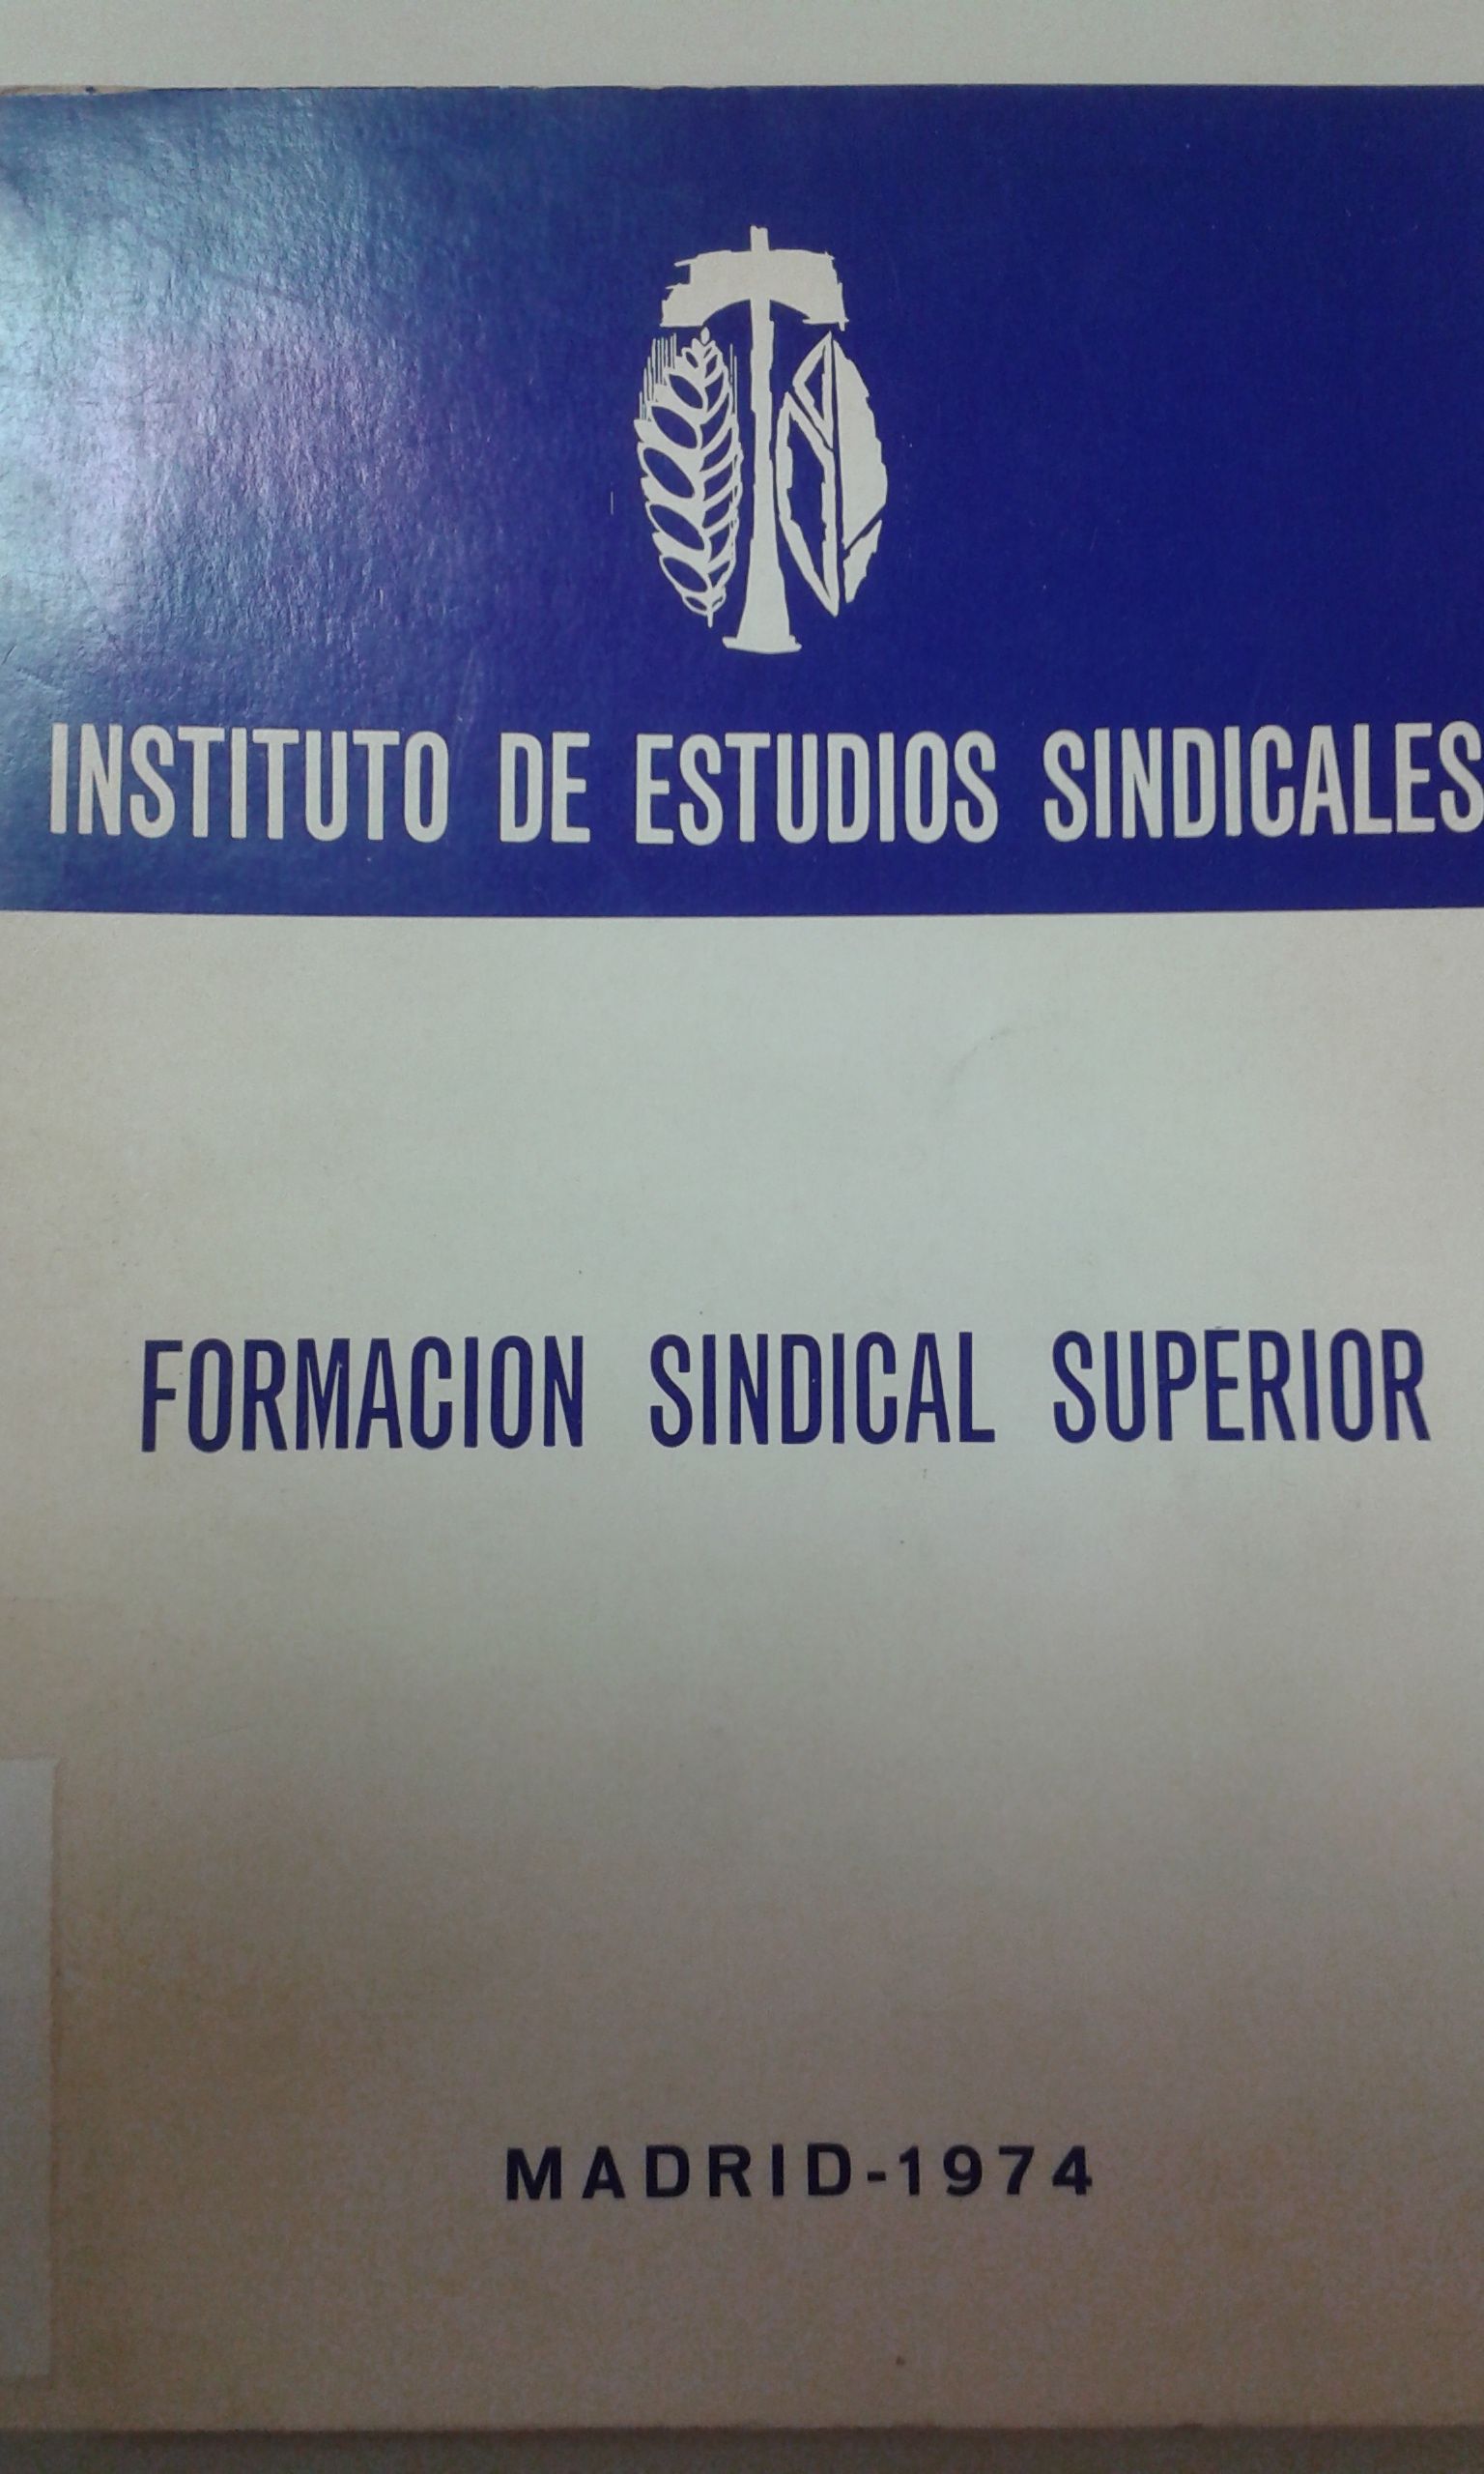 INSTITUTO DE ESTUDIOS SINDICALES
FORMACION SINDICAL SUPERIOR
MADRID-1974